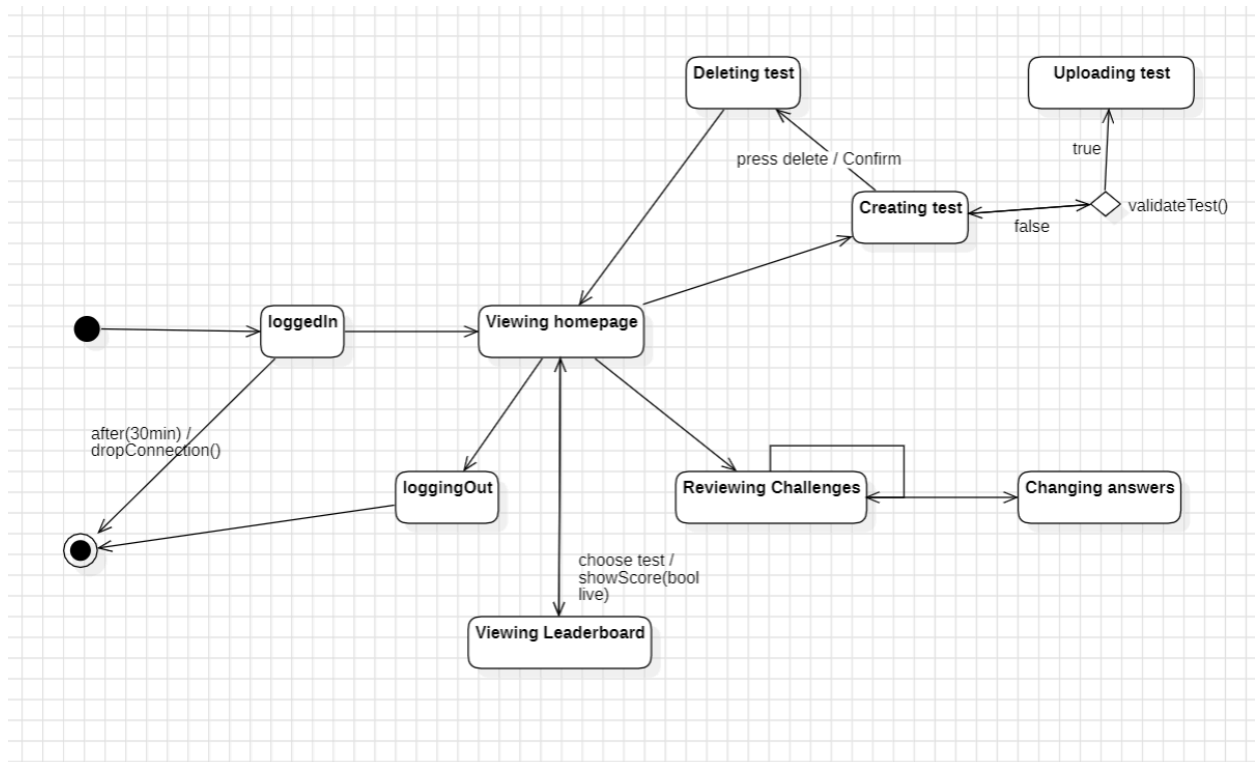 Deleting test
Uploading test
true
press delete / Confirm
Creating test
validateTest()
false
loggedIn
Viewing homepage
after(30min) /
dropConnection()
loggingOut
Reviewing Challenges
Changing answers
choose test /
showScore(bool
live)
Viewing Leaderboard